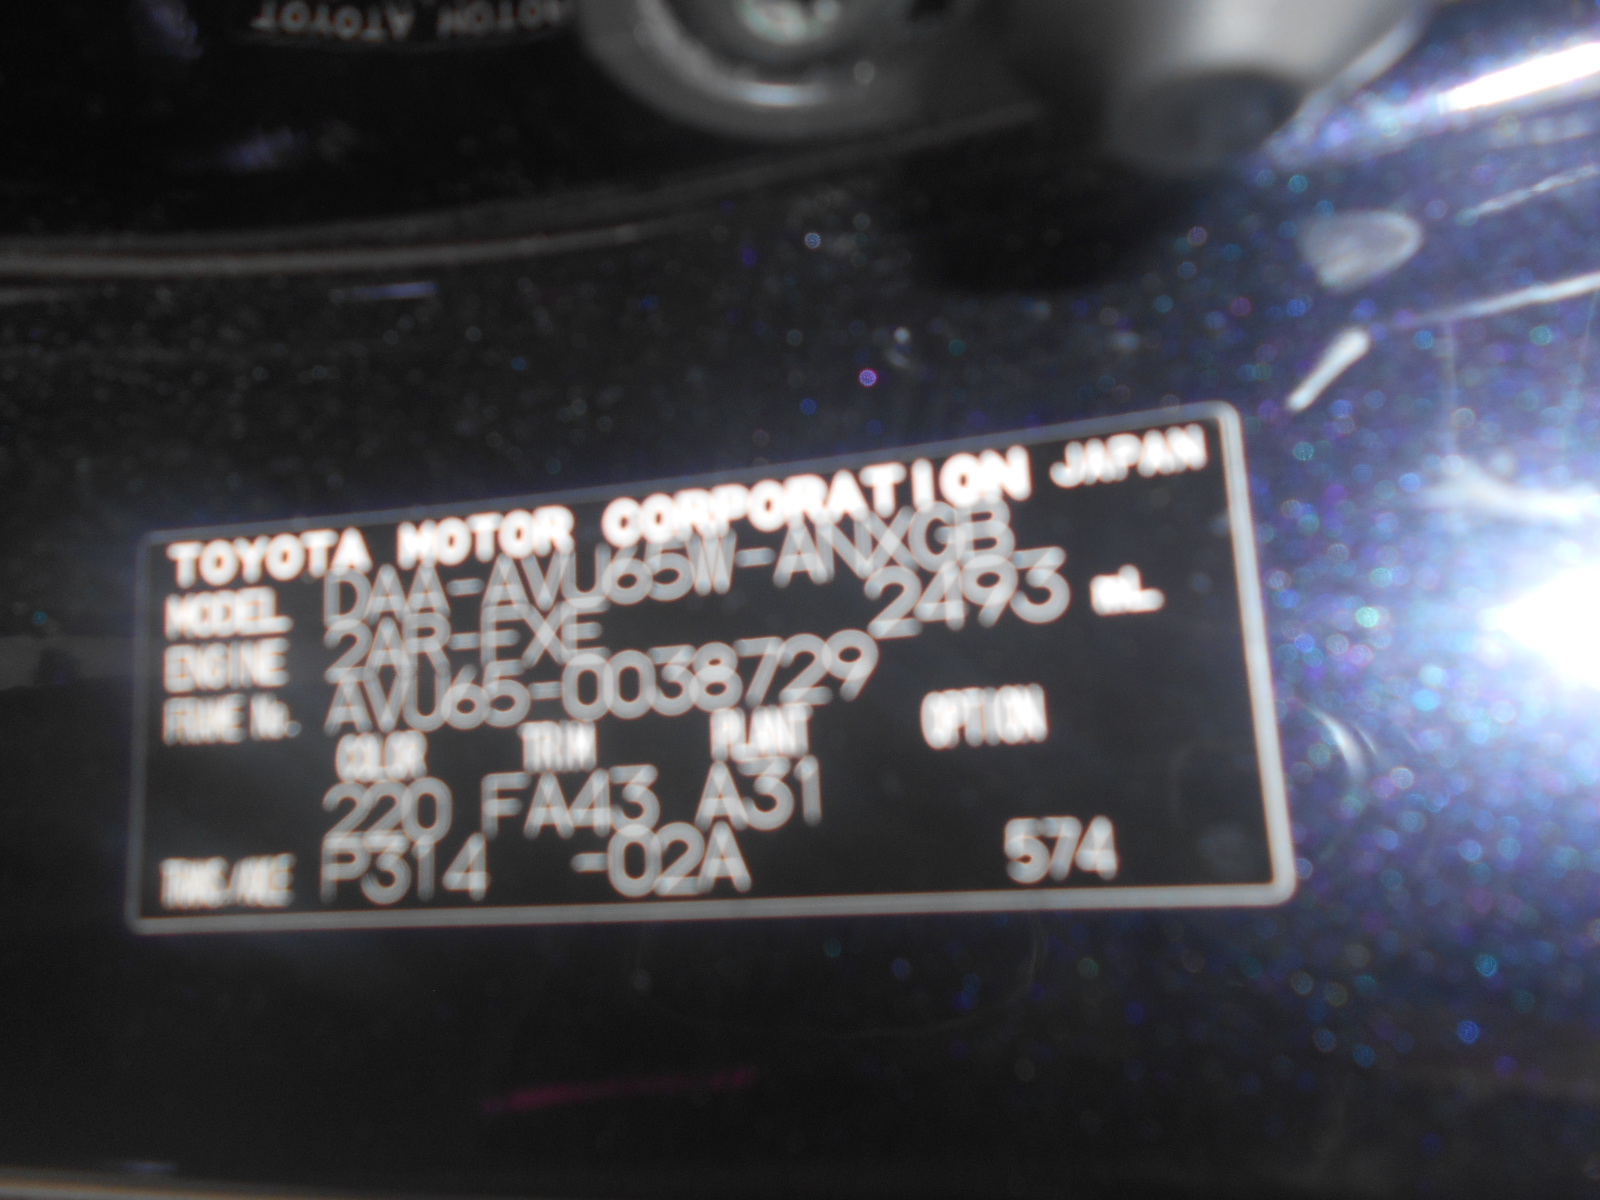 TOYOTA MOTOR CORPORATION JAPAN
MODEL DAA-AVU65W-ANXGB
ENGINE 2AR-FXE 2493 mL
FRAME No. AVU65-0038729
COLOR TRIM PLANT OPTION
220 FA43 A31
TRANS/AXLE P314 -02A 574